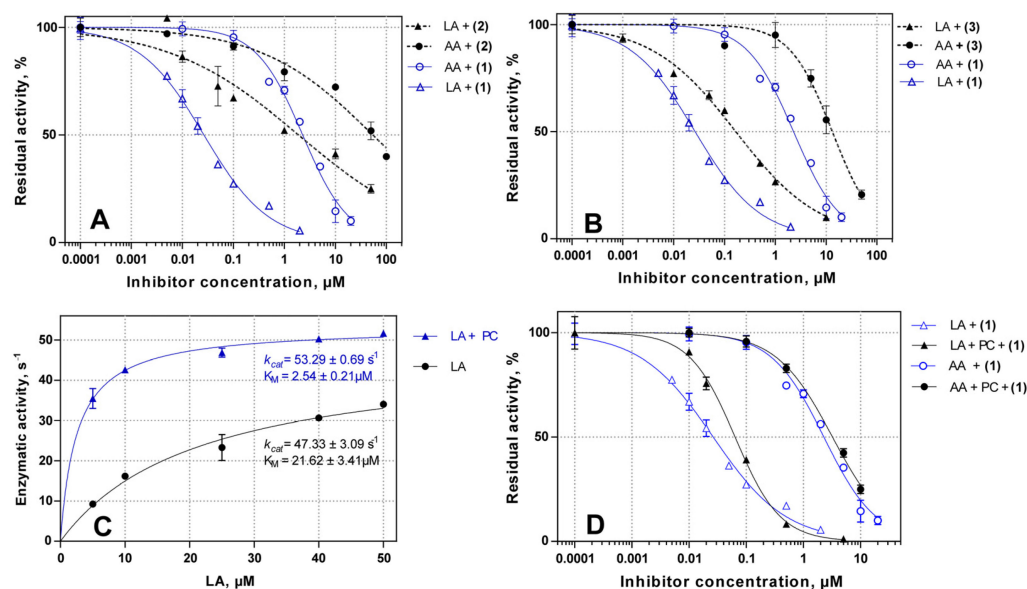 Residual activity, %
100
50
0
A
0.0001
0.001
0.01
0.1
1
10
100
Inhibitor concentration, µM
LA + (2)
AA + (2)
AA + (1)
LA + (1)
Residual activity, %
100
50
0
B
0.0001
0.001
0.01
0.1
1
10
100
Inhibitor concentration, µM
LA + (3)
AA + (3)
AA + (1)
LA + (1)
Enzymatic activity, s-1
60
50
40
30
20
10
0
kcat = 53.29 ± 0.69 s-1
KM = 2.54 ± 0.21µM
kcat = 47.33 ± 3.09 s-1
KM = 21.62 ± 3.41µM
C
0
10
20
30
40
50
LA, µM
LA + PC
LA
Residual activity, %
100
50
0
D
0.0001
0.001
0.01
0.1
1
10
Inhibitor concentration, µM
LA + (1)
LA + PC + (1)
AA + (1)
AA + PC + (1)